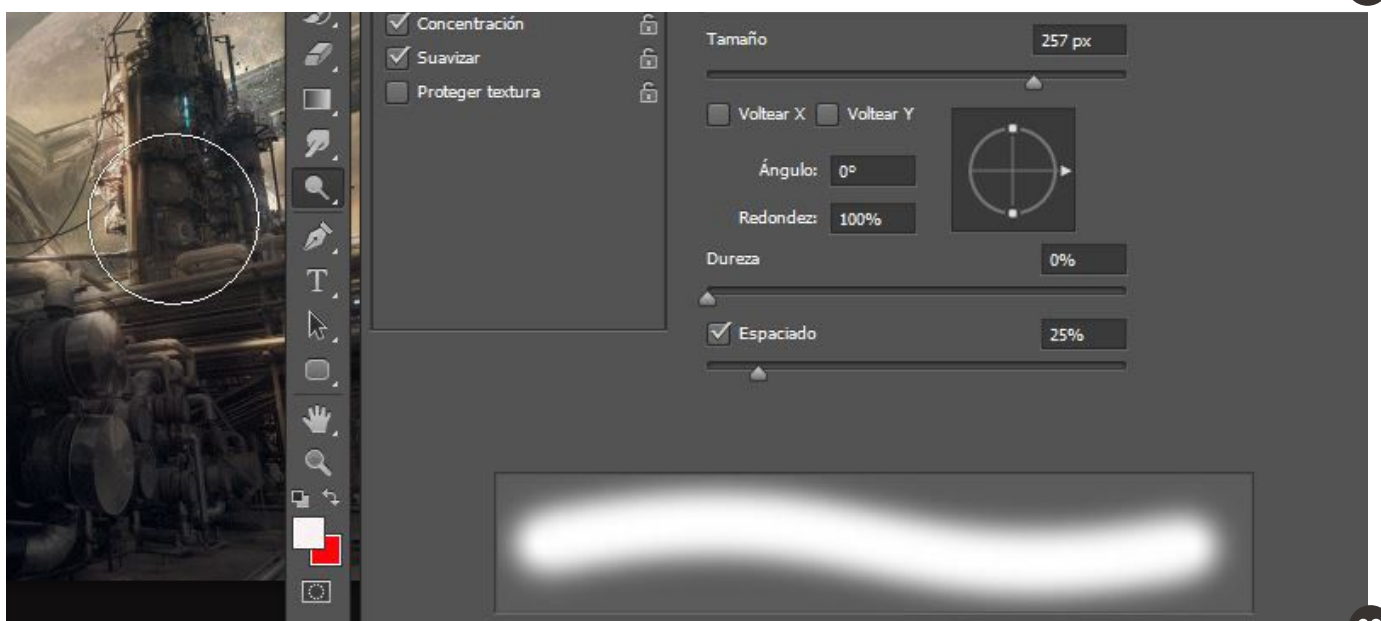 Concentración
Suavizar
Proteger textura
Tamaño 257 px
Voltear X Voltear Y
Ángulo: 0º
Redondez: 100%
Dureza 0%
Espaciado 25%
T